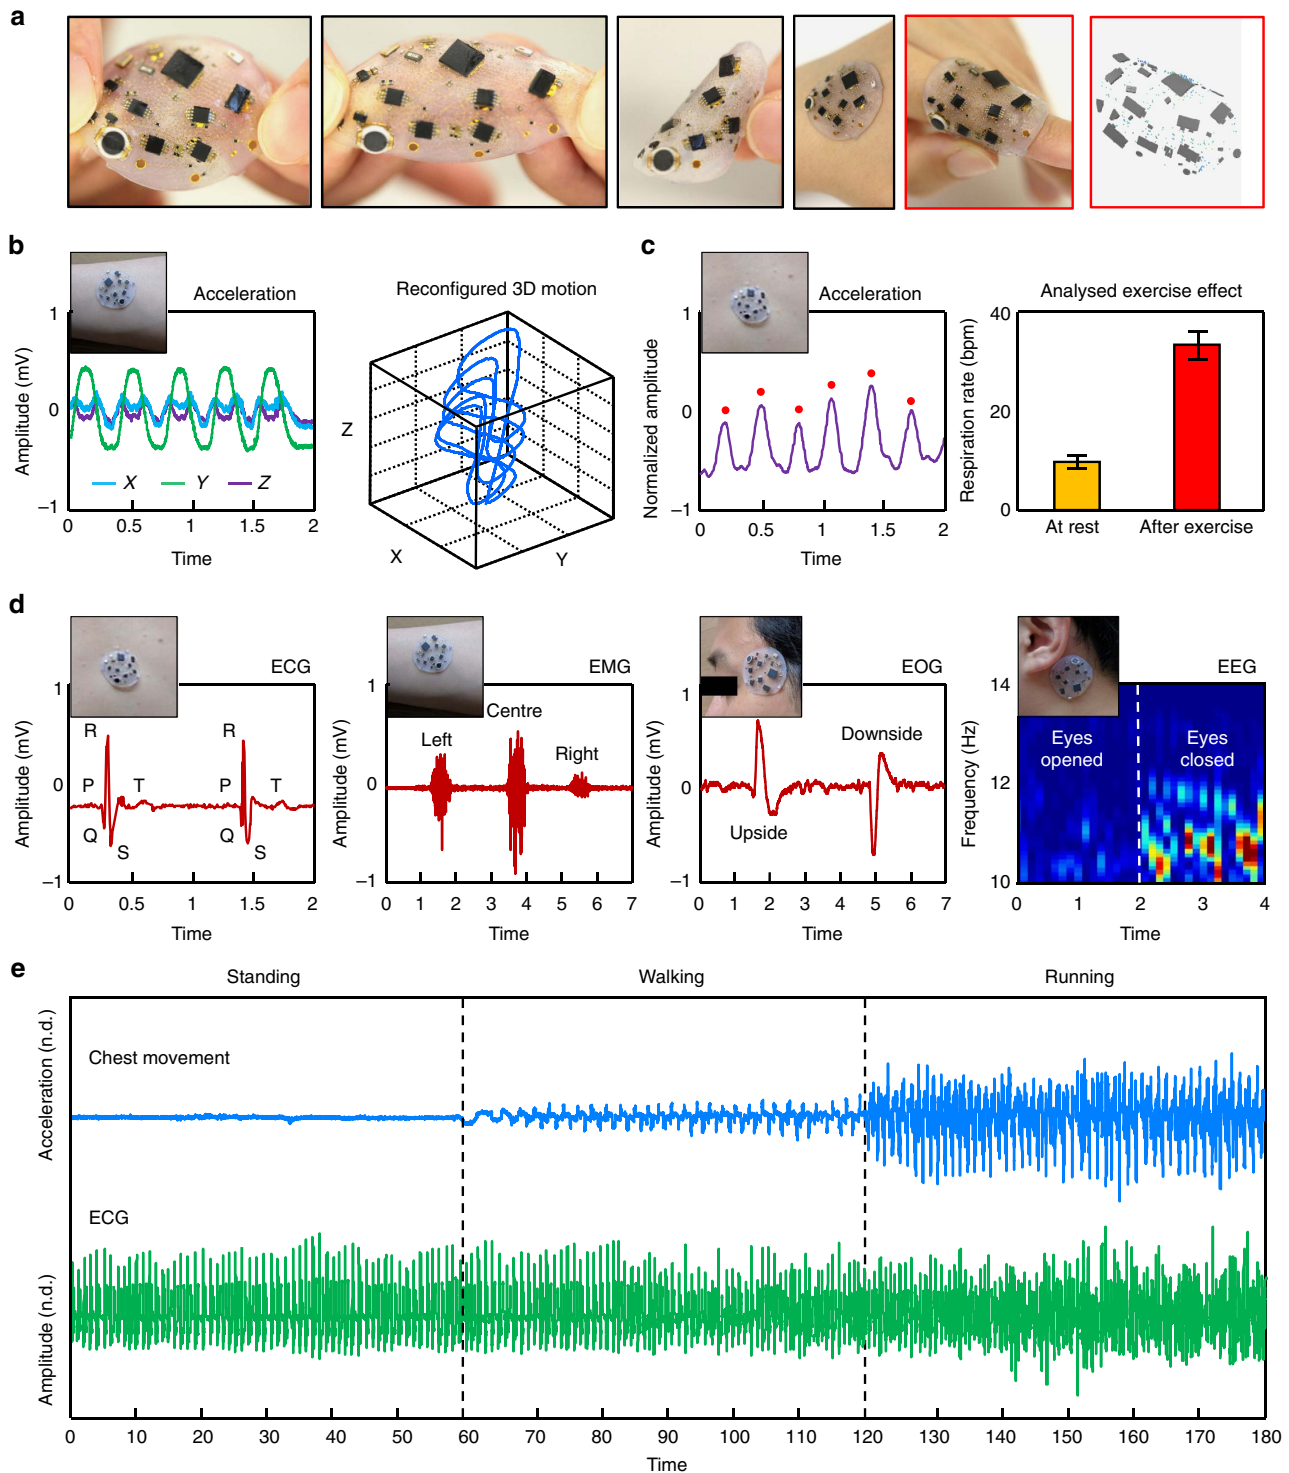 a
b
Acceleration
Amplitude (mV)
1
0
−1
X
Y
Z
0
0.5
1
1.5
2
Time
Reconfigured 3D motion
Z
X
Y
c
Acceleration
Normalized amplitude
1
0
−1
0
0.5
1
1.5
2
Time
Analysed exercise effect
Respiration rate (bpm)
40
20
0
At rest
After exercise
d
ECG
Amplitude (mV)
1
0
−1
R
P
T
Q
S
R
P
T
Q
S
0
0.5
1
1.5
2
Time
EMG
Amplitude (mV)
1
0
−1
Left
Centre
Right
0 1 2 3 4 5 6 7
Time
EOG
Amplitude (mV)
1
0
−1
Upside
Downside
0 1 2 3 4 5 6 7
Time
EEG
Frequency (Hz)
14
12
10
Eyes
opened
Eyes
closed
0 1 2 3 4
Time
e
Standing
Walking
Running
Acceleration (n.d.)
Chest movement
Amplitude (n.d.)
ECG
0 10 20 30 40 50 60 70 80 90 100 110 120 130 140 150 160 170 180
Time